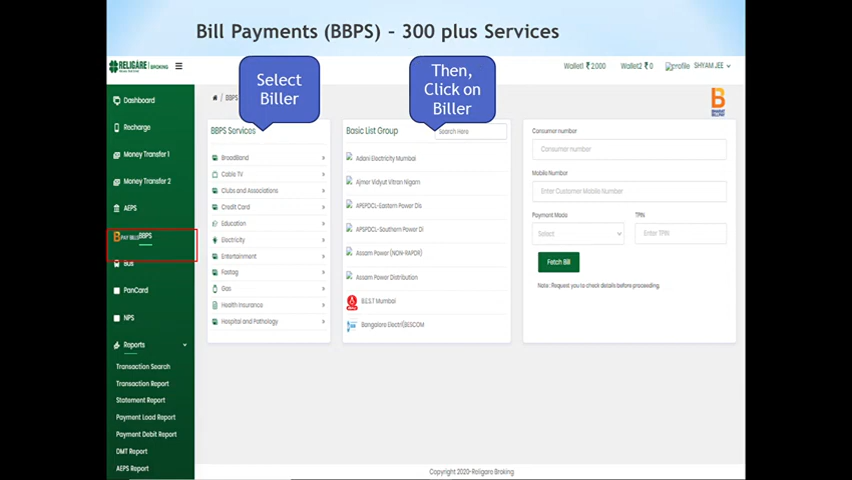 Bill Payments (BBPS) - 300 plus Services
RELIGARE BROKING
Wallet1 ₹ 2.000
Wallet2 ₹ 0
profile SHYAM JEE
Select
Biller
Then,
Click on
Biller
/ BBPS
Dashboard
Recharge
Money Transfer 1
Money Transfer 2
AEPS
BBPS
Bus
PanCard
NPS
Reports
Transaction Search
Transaction Report
Statement Report
Payment Load Report
Payment Debit Report
DMT Report
AEPS Report
BBPS Services
BroadBand
Cable TV
Clubs and Associations
Credit Card
Education
Electricity
Entertainment
Fastag
Gas
Health Insurance
Hospital and Pathology
Basic List Group
Search Here
Adani Electricity Mumbai
Ajmer Vidyut Vitran Nigam
APEPDCL-Eastern Power Dis
APSPDCL-Southern Power Di
Assam Power (NON-RAPDR)
Assam Power Distribution
B.E.S.T Mumbai
Bangalore Electri(BESCOM
Consumer number
Consumer number
Mobile Number
Enter Customer Mobile Number
Payment Mode
TPIN
Select
Enter TPIN
Fetch Bill
Note : Request you to check details before proceeding.
Copyright 2020-Religare Broking